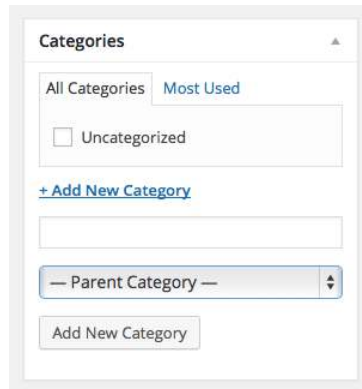 Categories
All Categories Most Used
Uncategorized
+ Add New Category
— Parent Category —
Add New Category